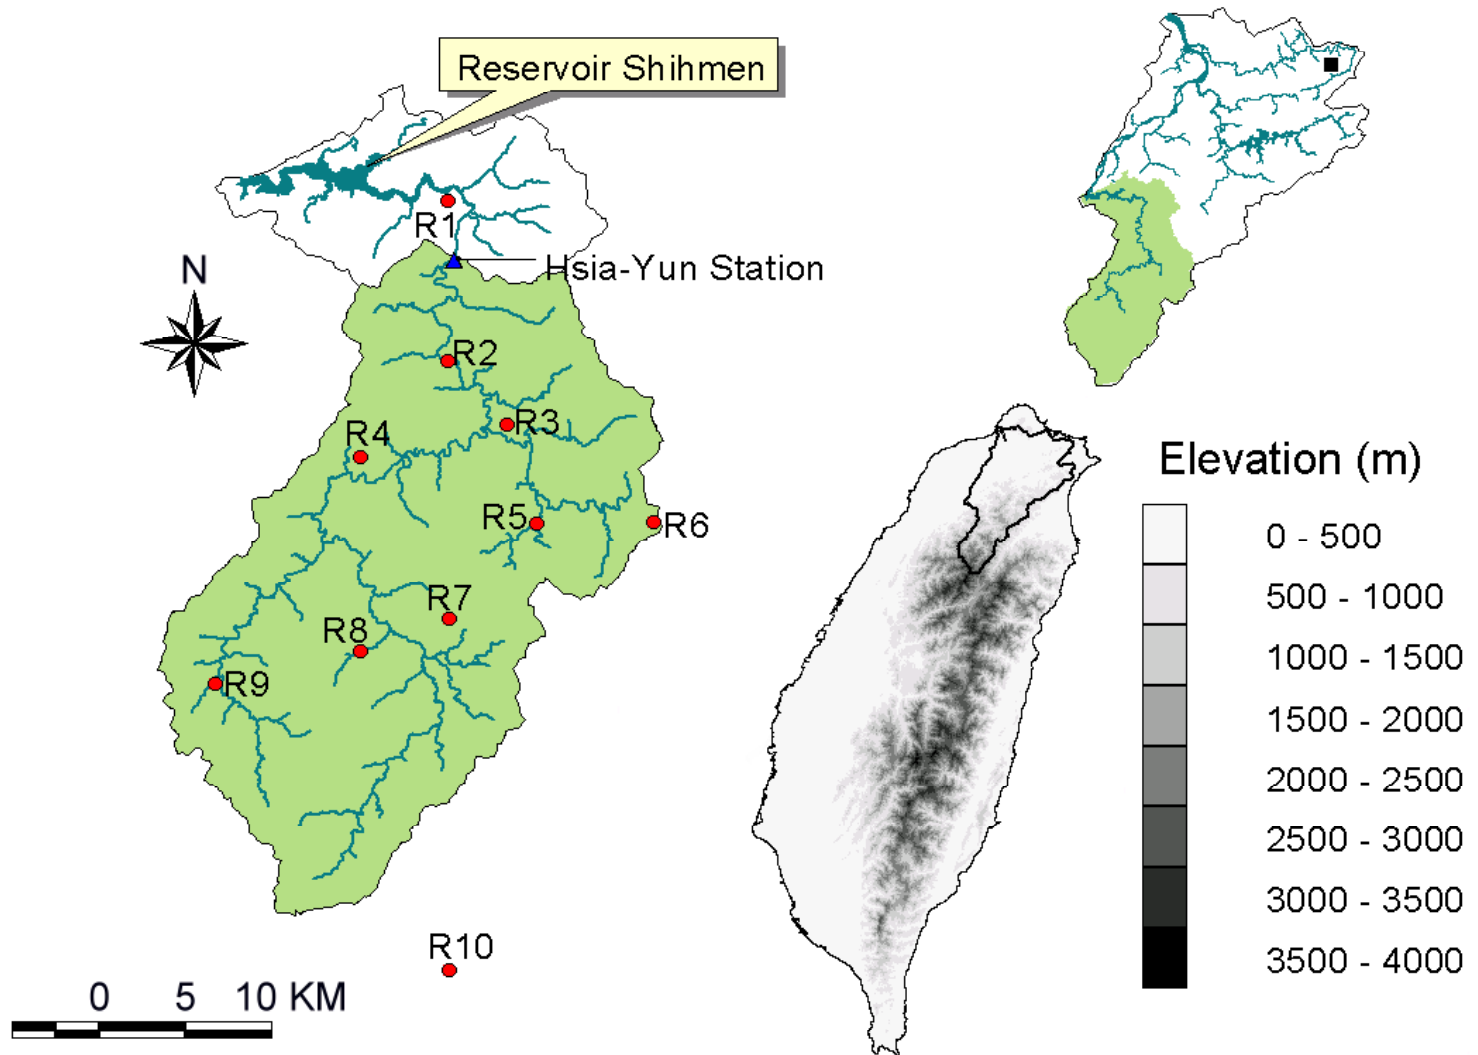 Reservoir Shihmen
R1
Hsia-Yun Station
N
R2
R3
R4
R5
R6
R7
R8
R9
R10
0 5 10 KM
Elevation (m)
0 - 500
500 - 1000
1000 - 1500
1500 - 2000
2000 - 2500
2500 - 3000
3000 - 3500
3500 - 4000